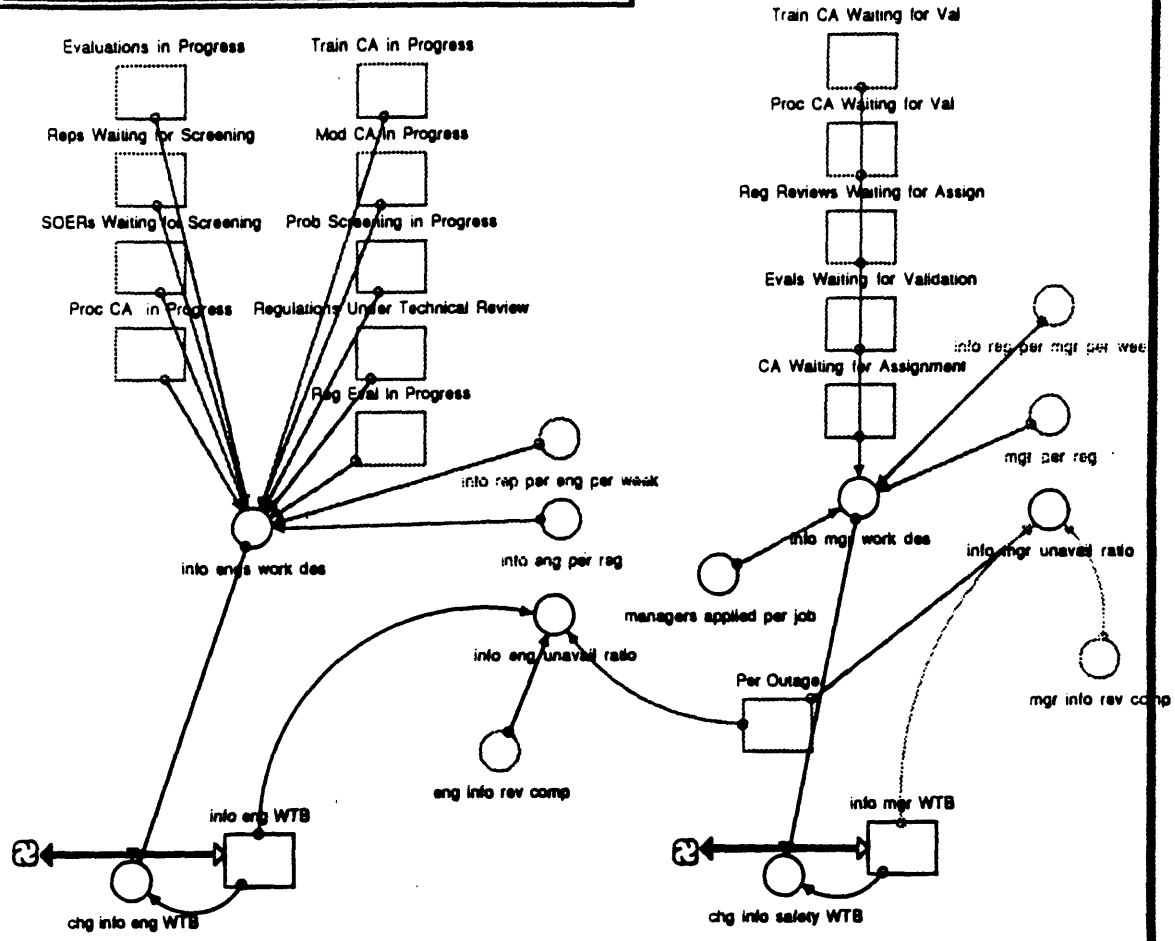 Train CA Waiting for Val
Evaluations in Progress
Train CA in Progress
Proc CA Waiting for Val
Reps Waiting for Screening
Mod CA in Progress
Reg Reviews Waiting for Assign
SOERs Waiting for Screening
Prob Screening in Progress
Evals Waiting for Validation
Proc CA in Progress
Regulations Under Technical Review
info reg per mgr per wee
CA Waiting for Assignment
Reg Eval in Progress
mgr per reg
info rep per eng per week
info mgr work des
info mgr unavail ratio
info eng per reg
info engs work des
managers applied per job
info eng unavail ratio
Per Outage
mgr info rev comp
eng info rev comp
info mgr WTB
info eng WTB
chg info safety WTB
chg info eng WTB